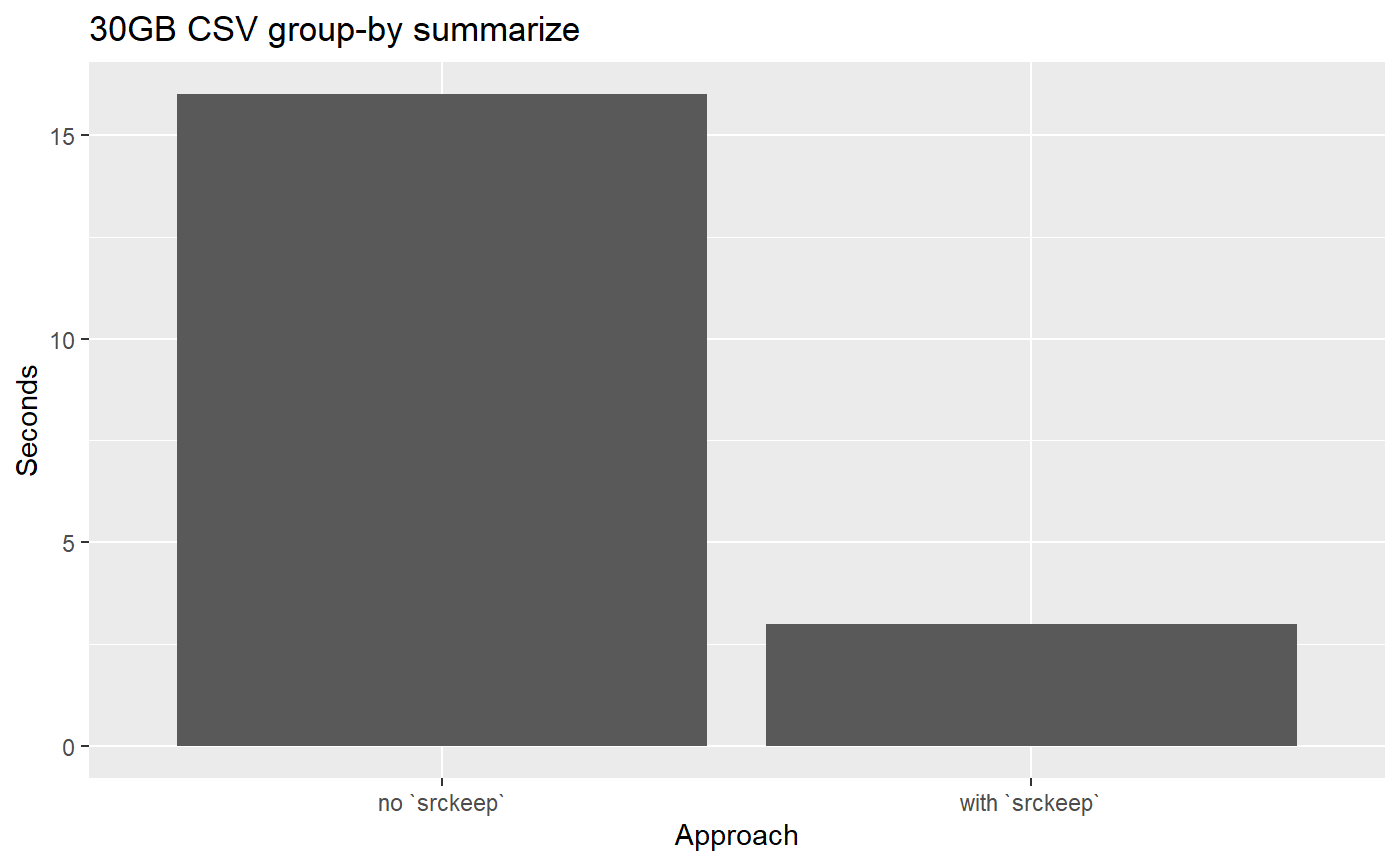 30GB CSV group-by summarize
15
10
5
0
Seconds
no `srckeep`
with `srckeep`
Approach